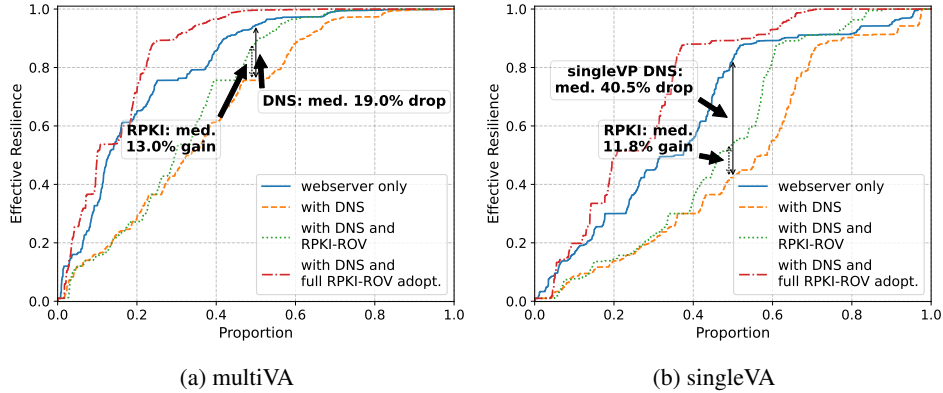 1.0
0.8
0.6
0.4
0.2
0.0
0.0 0.2 0.4 0.6 0.8 1.0
Effective Resilience
Proportion
DNS: med. 19.0% drop
RPKI: med.
13.0% gain
webserver only
with DNS
with DNS and
RPKI-ROV
with DNS and
full RPKI-ROV adopt.
(a) multiVA
1.0
0.8
0.6
0.4
0.2
0.0
0.0 0.2 0.4 0.6 0.8 1.0
Effective Resilience
Proportion
singleVP DNS:
med. 40.5% drop
RPKI: med.
11.8% gain
webserver only
with DNS
with DNS and
RPKI-ROV
with DNS and
full RPKI-ROV adopt.
(b) singleVA